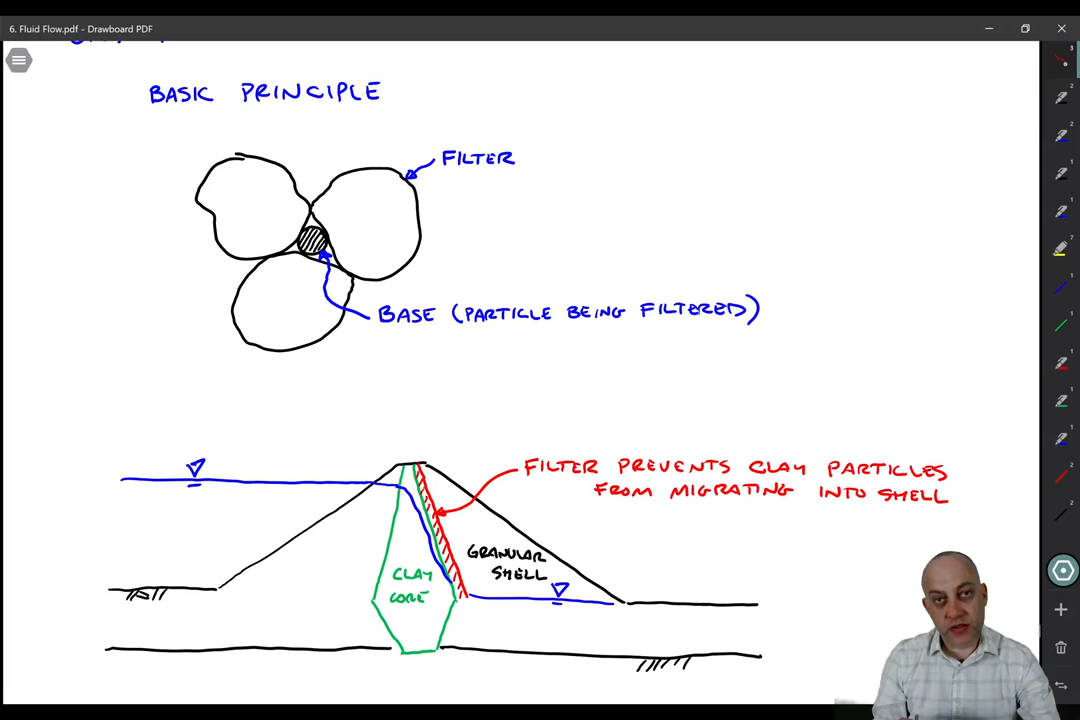 6. Fluid Flow.pdf - Drawboard PDF
BASIC PRINCIPLE
FILTER
BASE (PARTICLE BEING FILTERED)
FILTER PREVENTS CLAY PARTICLES
FROM MIGRATING INTO SHELL
GRANULAR
SHELL
CLAY
CORE